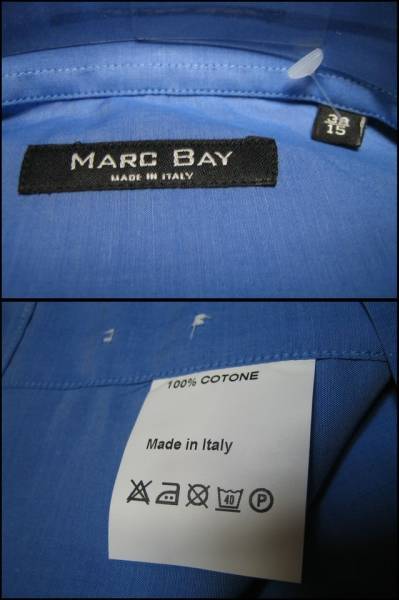 MARC BAY
MADE IN ITALY
38
15
100% COTONE
Made in Italy
40
P